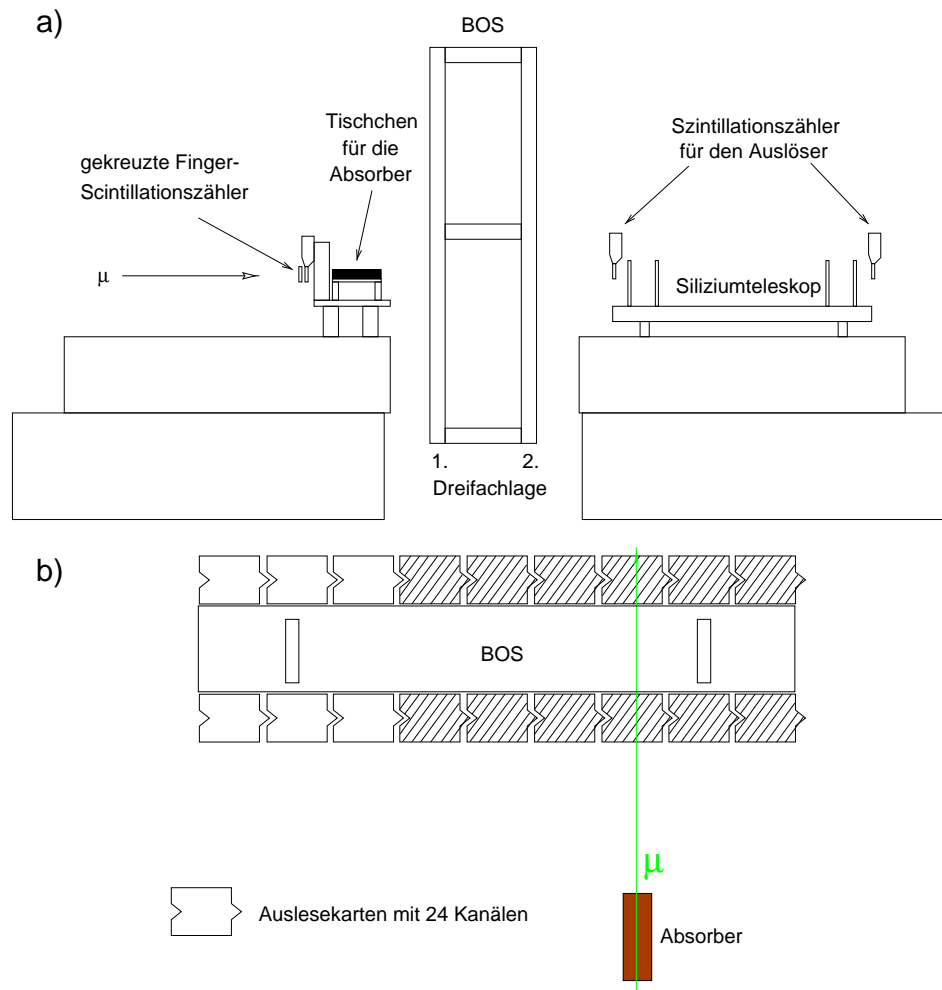 a)
BOS
Tischchen
für die
Absorber
Szintillationszähler
für den Auslöser
gekreuzte Finger-
Scintillationszähler
μ
Siliziumteleskop
1.
2.
Dreifachlage
b)
BOS
μ
Auslesekarten mit 24 Kanälen
Absorber